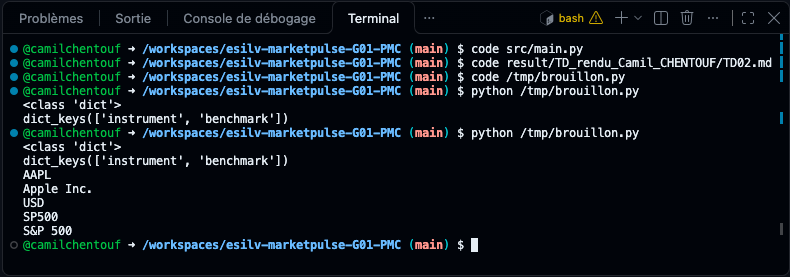 Problèmes Sortie Console de débogage Terminal ··· bash
@camilchentouf → /workspaces/esilv-marketpulse-G01-PMC (main) $ code src/main.py
@camilchentouf → /workspaces/esilv-marketpulse-G01-PMC (main) $ code result/TD_rendu_Camil_CHENTOUF/TD02.md
@camilchentouf → /workspaces/esilv-marketpulse-G01-PMC (main) $ code /tmp/brouillon.py
@camilchentouf → /workspaces/esilv-marketpulse-G01-PMC (main) $ python /tmp/brouillon.py
<class 'dict'>
dict_keys(['instrument', 'benchmark'])
@camilchentouf → /workspaces/esilv-marketpulse-G01-PMC (main) $ python /tmp/brouillon.py
<class 'dict'>
dict_keys(['instrument', 'benchmark'])
AAPL
Apple Inc.
USD
SP500
S&P 500
@camilchentouf → /workspaces/esilv-marketpulse-G01-PMC (main) $